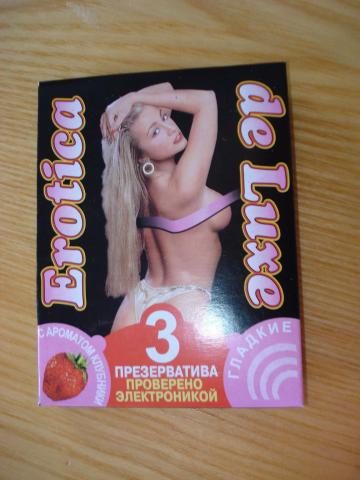 Erotica
de Luxe
С АРОМАТОМ КЛУБНИКИ
3
ПРЕЗЕРВАТИВА
ПРОВЕРЕНО
ЭЛЕКТРОНИКОЙ
ГЛАДКИЕ